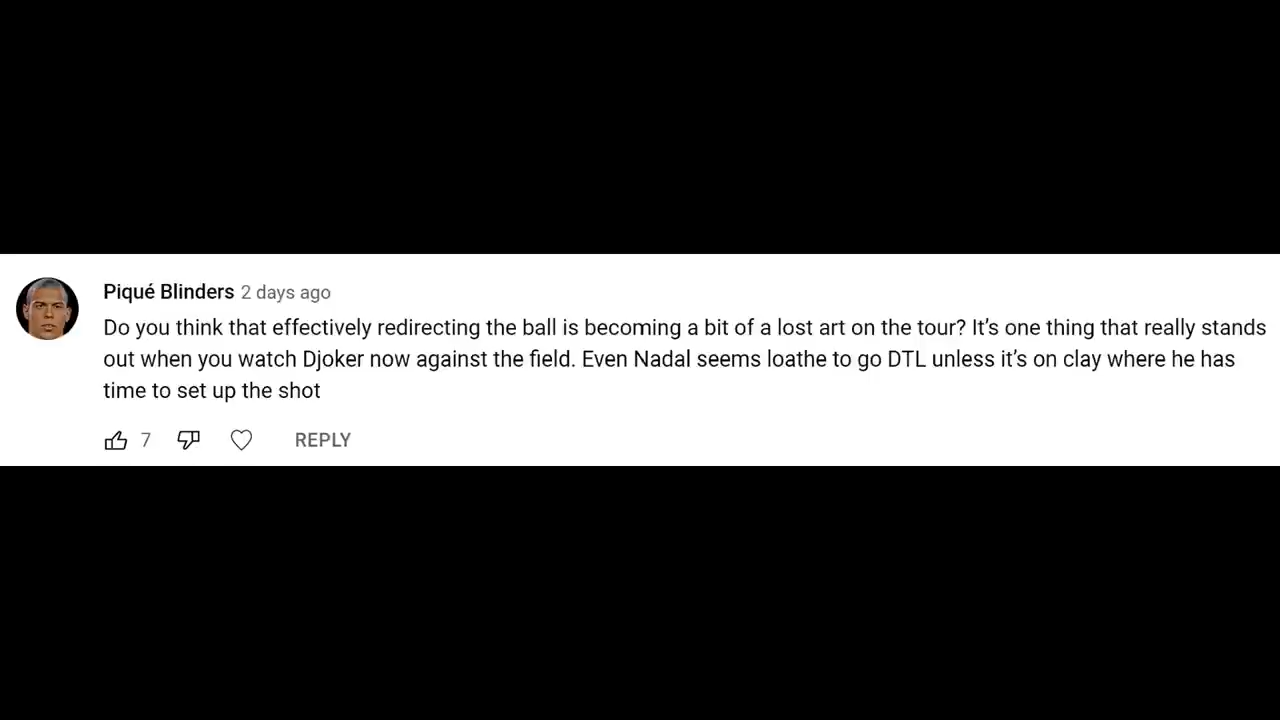 Piqué Blinders 2 days ago
Do you think that effectively redirecting the ball is becoming a bit of a lost art on the tour? It’s one thing that really stands
out when you watch Djoker now against the field. Even Nadal seems loathe to go DTL unless it’s on clay where he has
time to set up the shot
7 REPLY